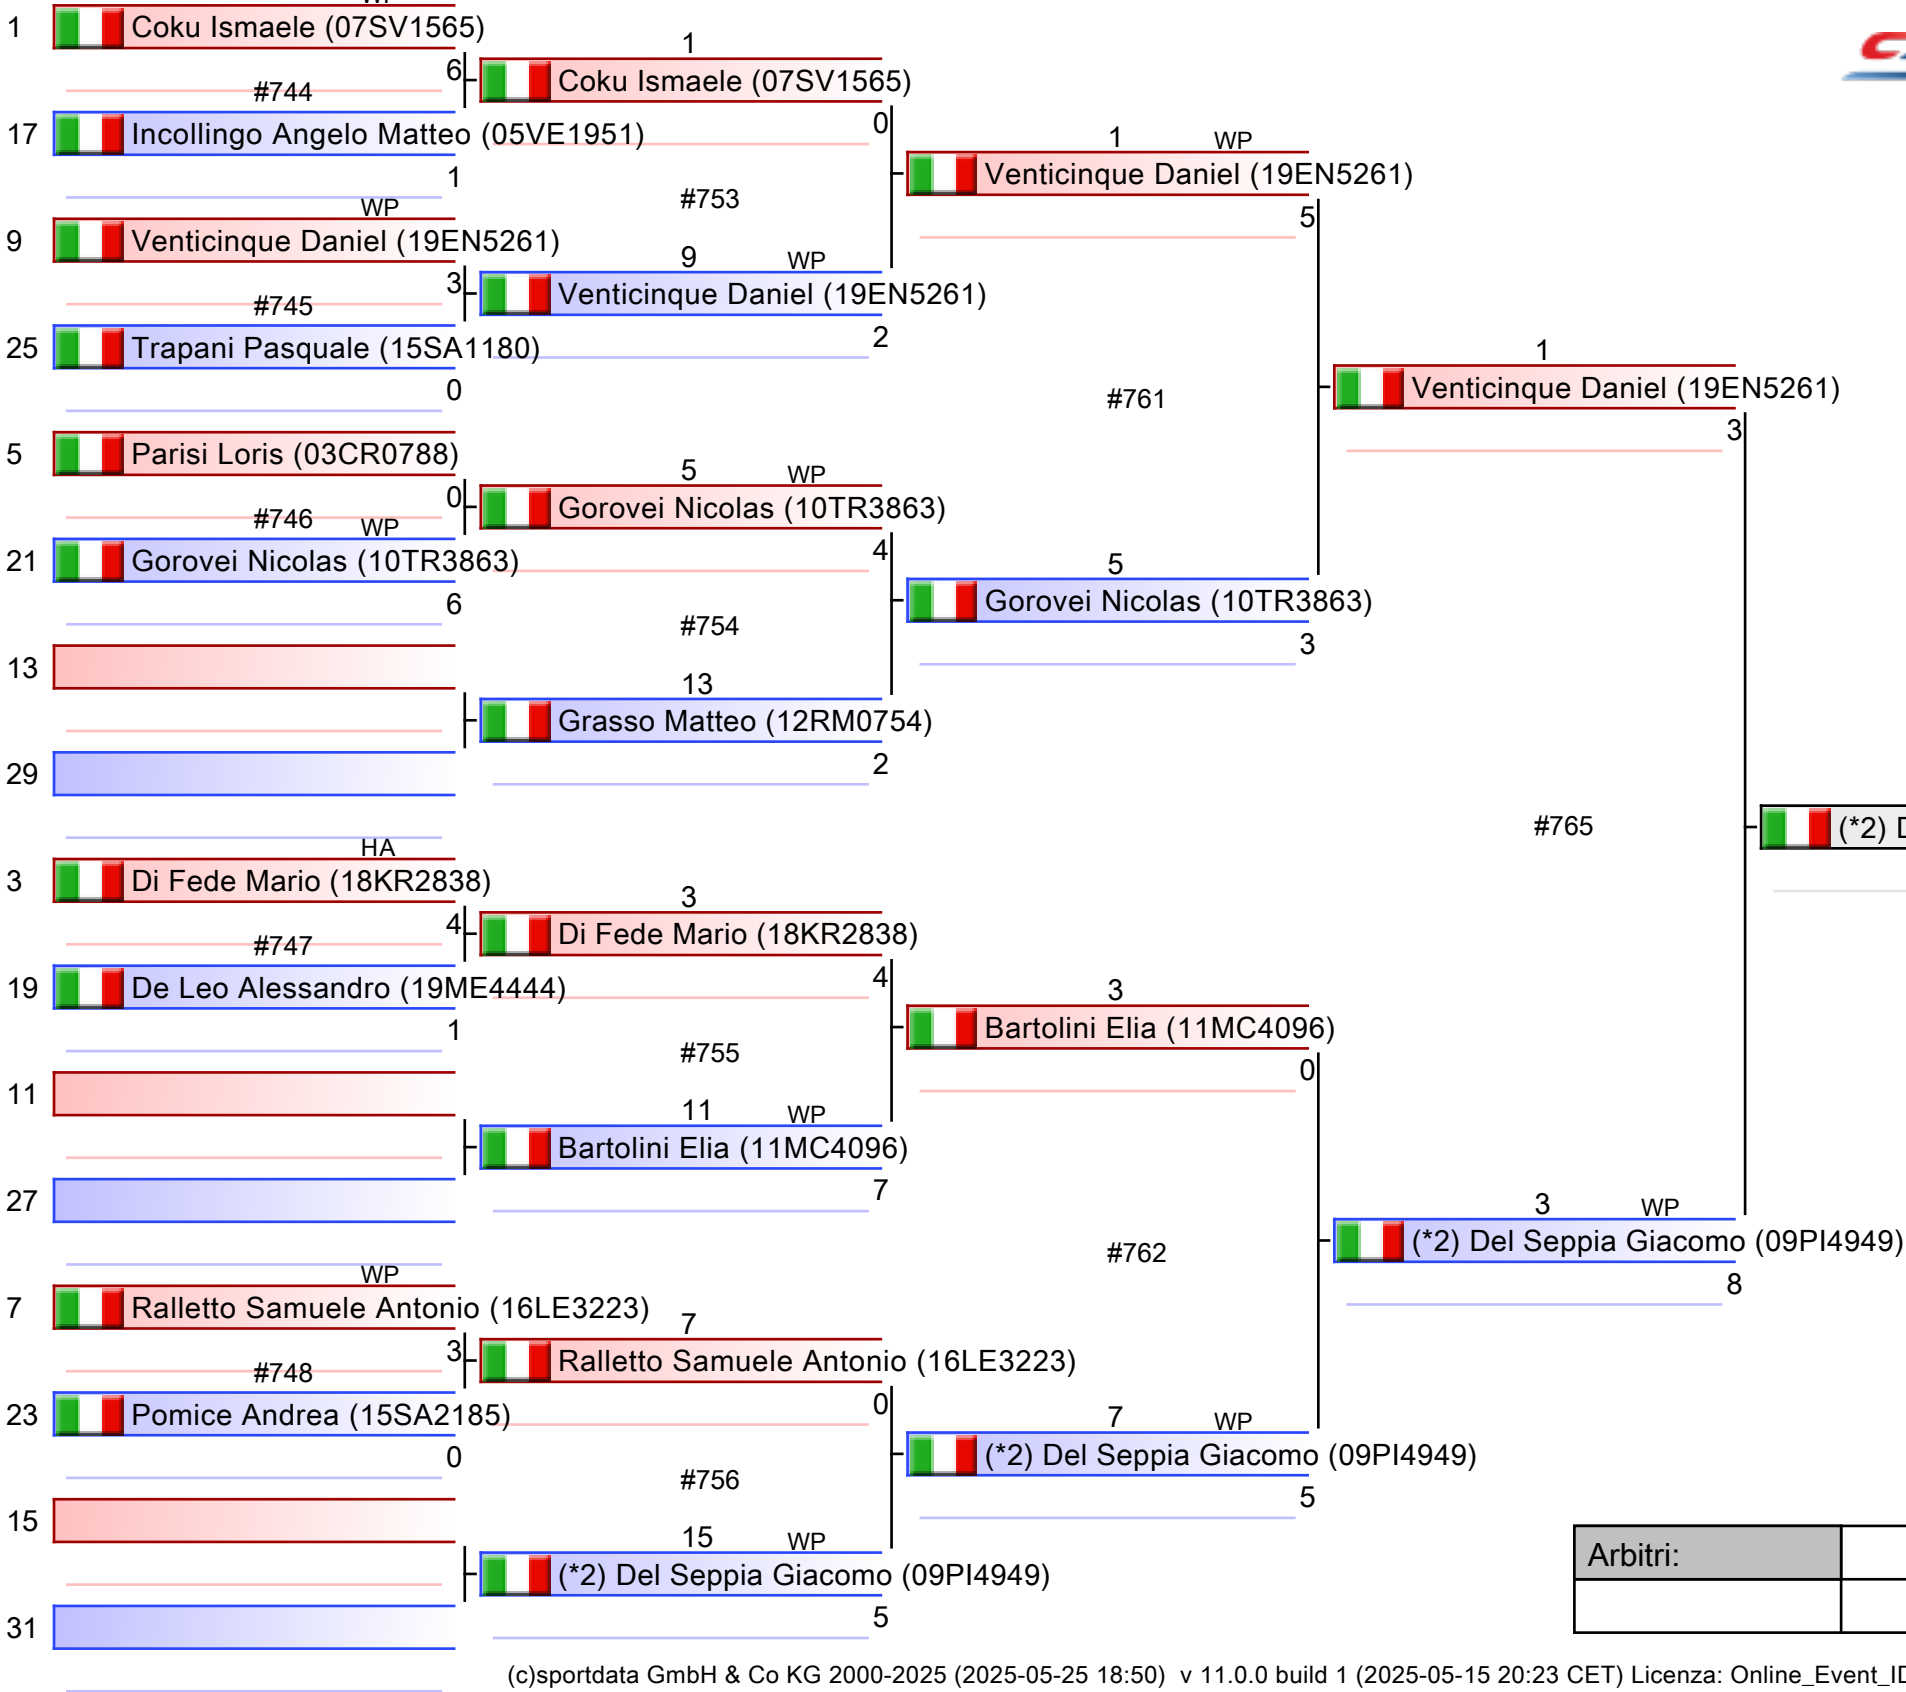 1 Coku Ismaele (07SV1565)
6
#744
17 Incollingo Angelo Matteo (05VE1951)
1
WP
9 Venticinque Daniel (19EN5261)
3
#745
25 Trapani Pasquale (15SA1180)
0
5 Parisi Loris (03CR0788)
0
#746 WP
21 Gorovei Nicolas (10TR3863)
6
13
29
HA
3 Di Fede Mario (18KR2838)
4
#747
19 De Leo Alessandro (19ME4444)
1
11
27
WP
7 Ralletto Samuele Antonio (16LE3223)
3
#748
23 Pomice Andrea (15SA2185)
0
15
31
1
Coku Ismaele (07SV1565)
0
#753
9 WP
Venticinque Daniel (19EN5261)
2
5 WP
Gorovei Nicolas (10TR3863)
4
#754
13
Grasso Matteo (12RM0754)
2
3
Di Fede Mario (18KR2838)
4
#755
11 WP
Bartolini Elia (11MC4096)
7
7
Ralletto Samuele Antonio (16LE3223)
0
#756
15 WP
(*2) Del Seppia Giacomo (09PI4949)
5
1 WP
Venticinque Daniel (19EN5261)
5
#761
5
Gorovei Nicolas (10TR3863)
3
3
Bartolini Elia (11MC4096)
0
#762
7 WP
(*2) Del Seppia Giacomo (09PI4949)
5
1
Venticinque Daniel (19EN5261)
3
#765
3 WP
(*2) Del Seppia Giacomo (09PI4949)
8
(*2)
Arbitri:
(c)sportdata GmbH & Co KG 2000-2025 (2025-05-25 18:50) v 11.0.0 build 1 (2025-05-15 20:23 CET) Licenza: Online_Event_ID